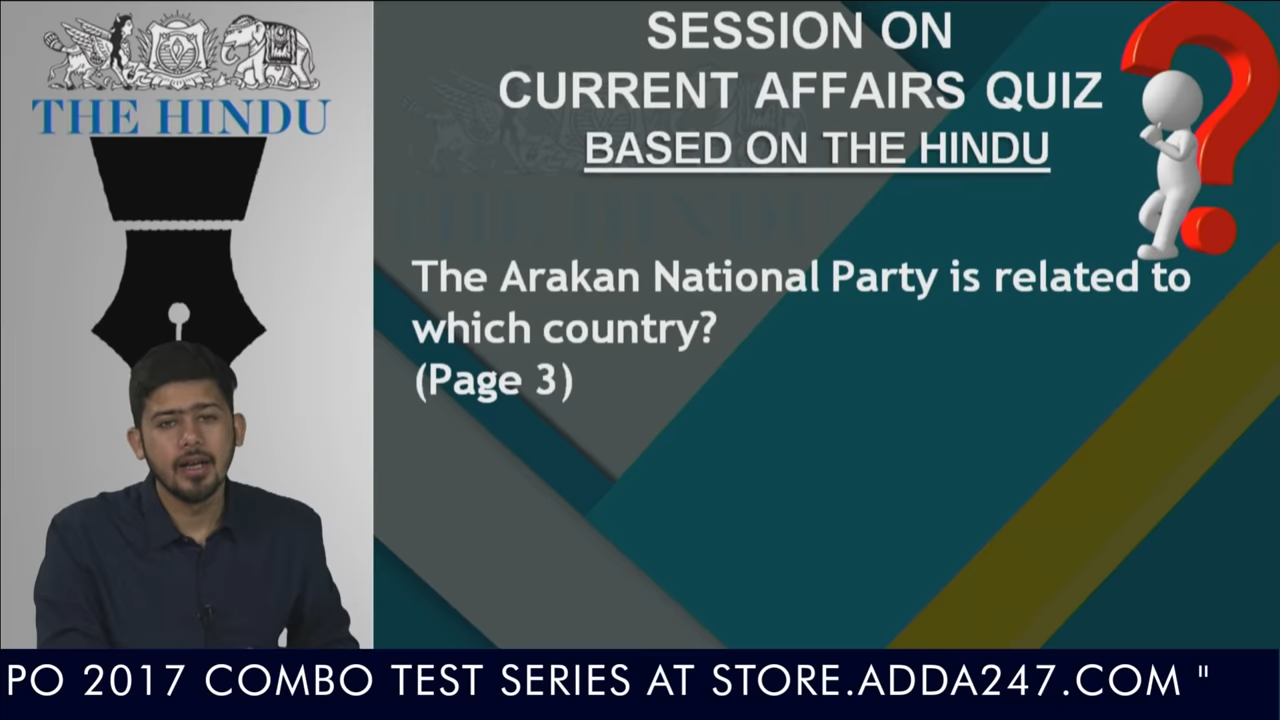 THE HINDU
SESSION ON
CURRENT AFFAIRS QUIZ
BASED ON THE HINDU
The Arakan National Party is related to
which country?
(Page 3)
PO 2017 COMBO TEST SERIES AT STORE.ADDA247.COM "